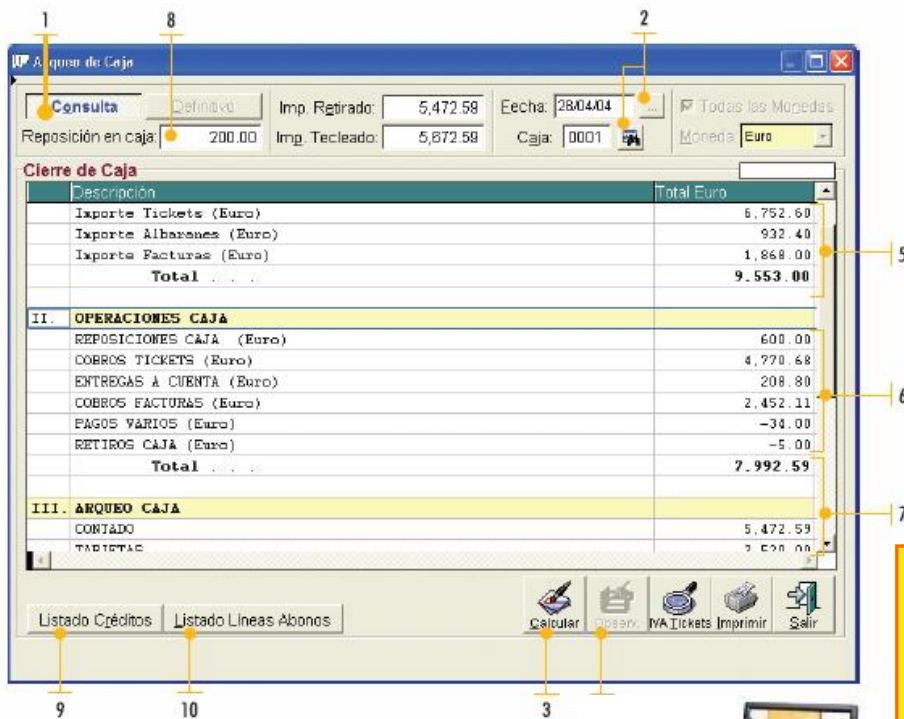 1 8 2
Arqueo de Caja
Consulta Definitivo Imp. Retirado: 5,472.59 Fecha: 28/04/04 ... Todas las Monedas
Reposición en caja: 200.00 Imp. Tecleado: 5,672.59 Caja: 0001 Moneda: Euro
Cierre de Caja
Descripción Total Euro
Importe Tickets (Euro) 6,752.60
Importe Albaranes (Euro) 932.40
Importe Facturas (Euro) 1,868.00
5
Total . . . 9.553.00
II. OPERACIONES CAJA
REPOSICIONES CAJA (Euro) 600.00
COBROS TICKETS (Euro) 4,770.68
ENTREGAS A CUENTA (Euro) 208.80
6
COBROS FACTURAS (Euro) 2,452.11
PAGOS VARIOS (Euro) -34.00
RETIROS CAJA (Euro) -5.00
Total . . . 7.992.59
III. ARQUEO CAJA
7
CONTADO 5,472.59
TARJETAS 2,520.00
Listado Créditos Listado Líneas Abonos Calcular Observ. IVA Tickets Imprimir Salir
9 10 3